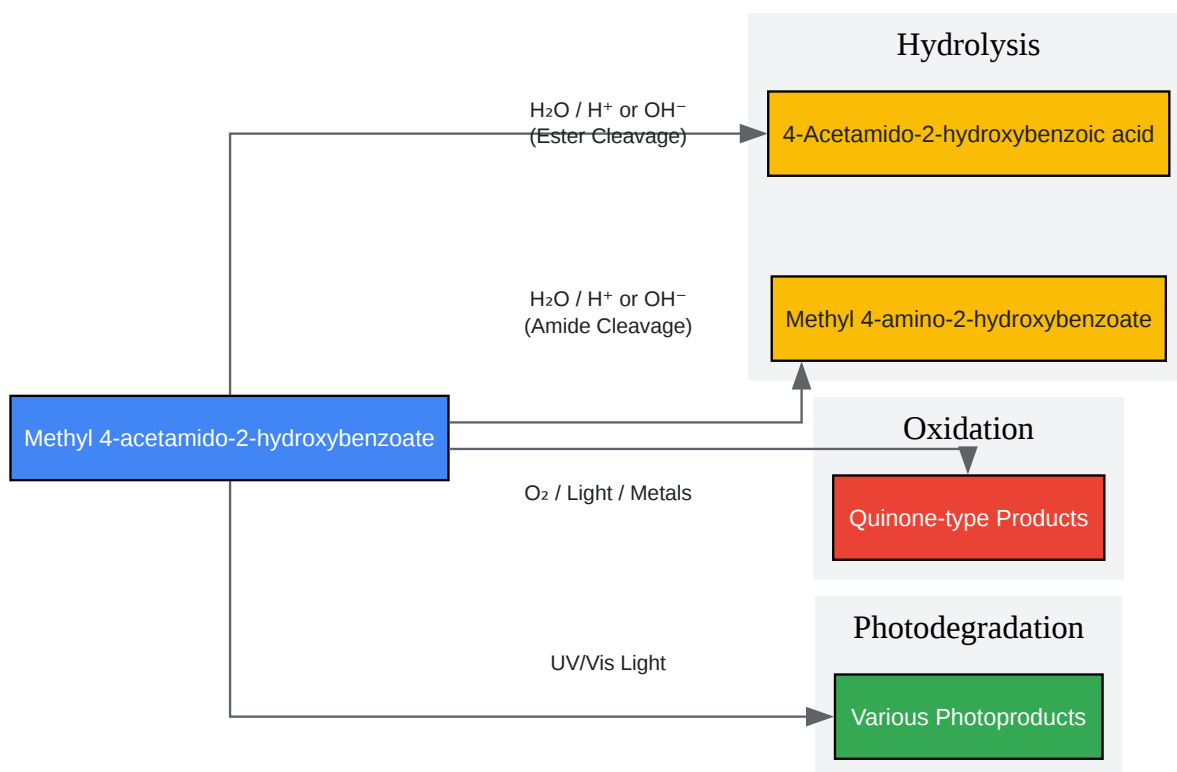 Hydrolysis
H₂O / H⁺ or OH⁻
(Ester Cleavage)
4-Acetamido-2-hydroxybenzoic acid
H₂O / H⁺ or OH⁻
(Amide Cleavage)
Methyl 4-amino-2-hydroxybenzoate
Methyl 4-acetamido-2-hydroxybenzoate
Oxidation
O₂ / Light / Metals
Quinone-type Products
Photodegradation
UV/Vis Light
Various Photoproducts